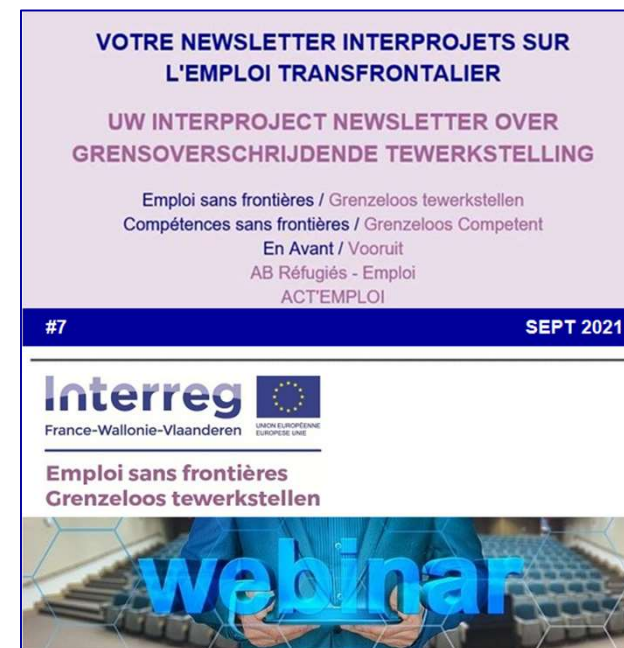 VOTRE NEWSLETTER INTERPROJETS SUR
L'EMPLOI TRANSFRONTALIER
UW INTERPROJECT NEWSLETTER OVER
GRENSOVERSCHRIJDENDE TEWERKSTELLING
Emploi sans frontières / Grenzeloos tewerkstellen
Compétences sans frontières / Grenzeloos Competent
En Avant / Vooruit
AB Réfugiés - Emploi
ACT'EMPLOI
#7 SEPT 2021
Interreg
France-Wallonie-Vlaanderen
UNION EUROPÉENNE
EUROPESE UNIE
Emploi sans frontières
Grenzeloos tewerkstellen
webinar